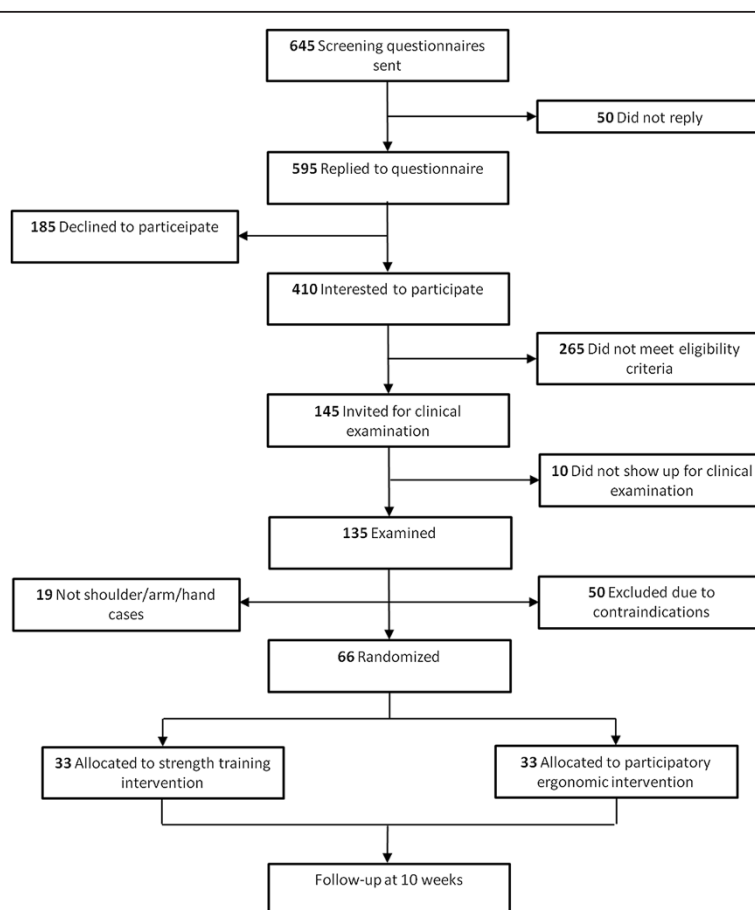 645 Screening questionnaires
sent
50 Did not reply
595 Replied to questionnaire
185 Declined to particeipate
410 Interested to participate
265 Did not meet eligibility
criteria
145 Invited for clinical
examination
10 Did not show up for clinical
examination
135 Examined
19 Not shoulder/arm/hand
cases
50 Excluded due to
contraindications
66 Randomized
33 Allocated to strength training
intervention
33 Allocated to participatory
ergonomic intervention
Follow-up at 10 weeks